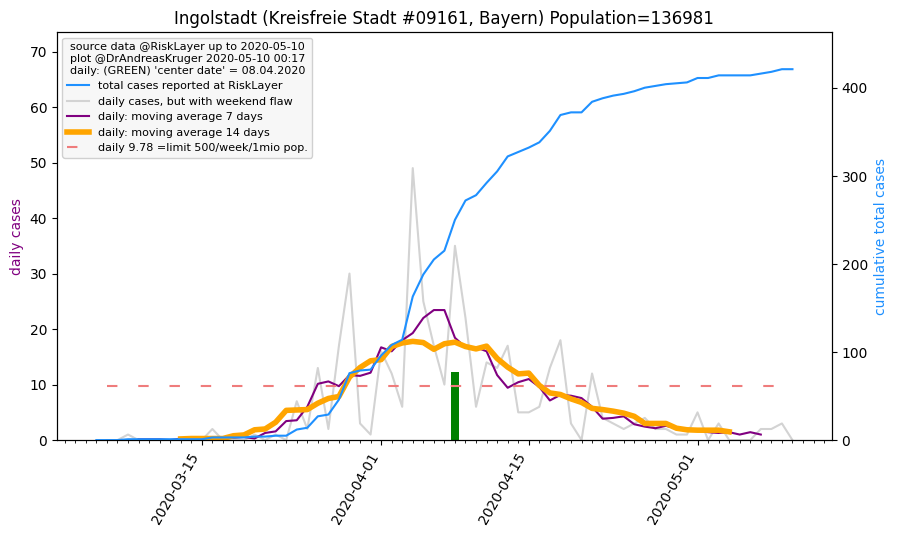 Ingolstadt (Kreisfreie Stadt #09161, Bayern) Population=136981
source data @RiskLayer up to 2020-05-10
plot @DrAndreasKruger 2020-05-10 00:17
daily: (GREEN) 'center date' = 08.04.2020
total cases reported at RiskLayer
daily cases, but with weekend flaw
daily: moving average 7 days
daily: moving average 14 days
daily 9.78 =limit 500/week/1mio pop.
daily cases
70
60
50
40
30
20
10
0
cumulative total cases
400
300
200
100
0
2020-03-15
2020-04-01
2020-04-15
2020-05-01